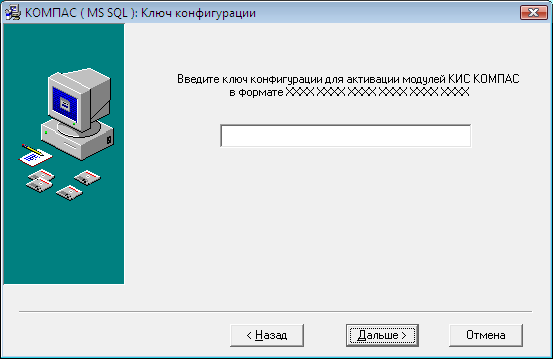 КОМПАС ( MS SQL ): Ключ конфигурации
Введите ключ конфигурации для активации модулей КИС КОМПАС
в формате XXXX XXXX XXXX XXXX XXXX XXXX
< Назад
Дальше >
Отмена